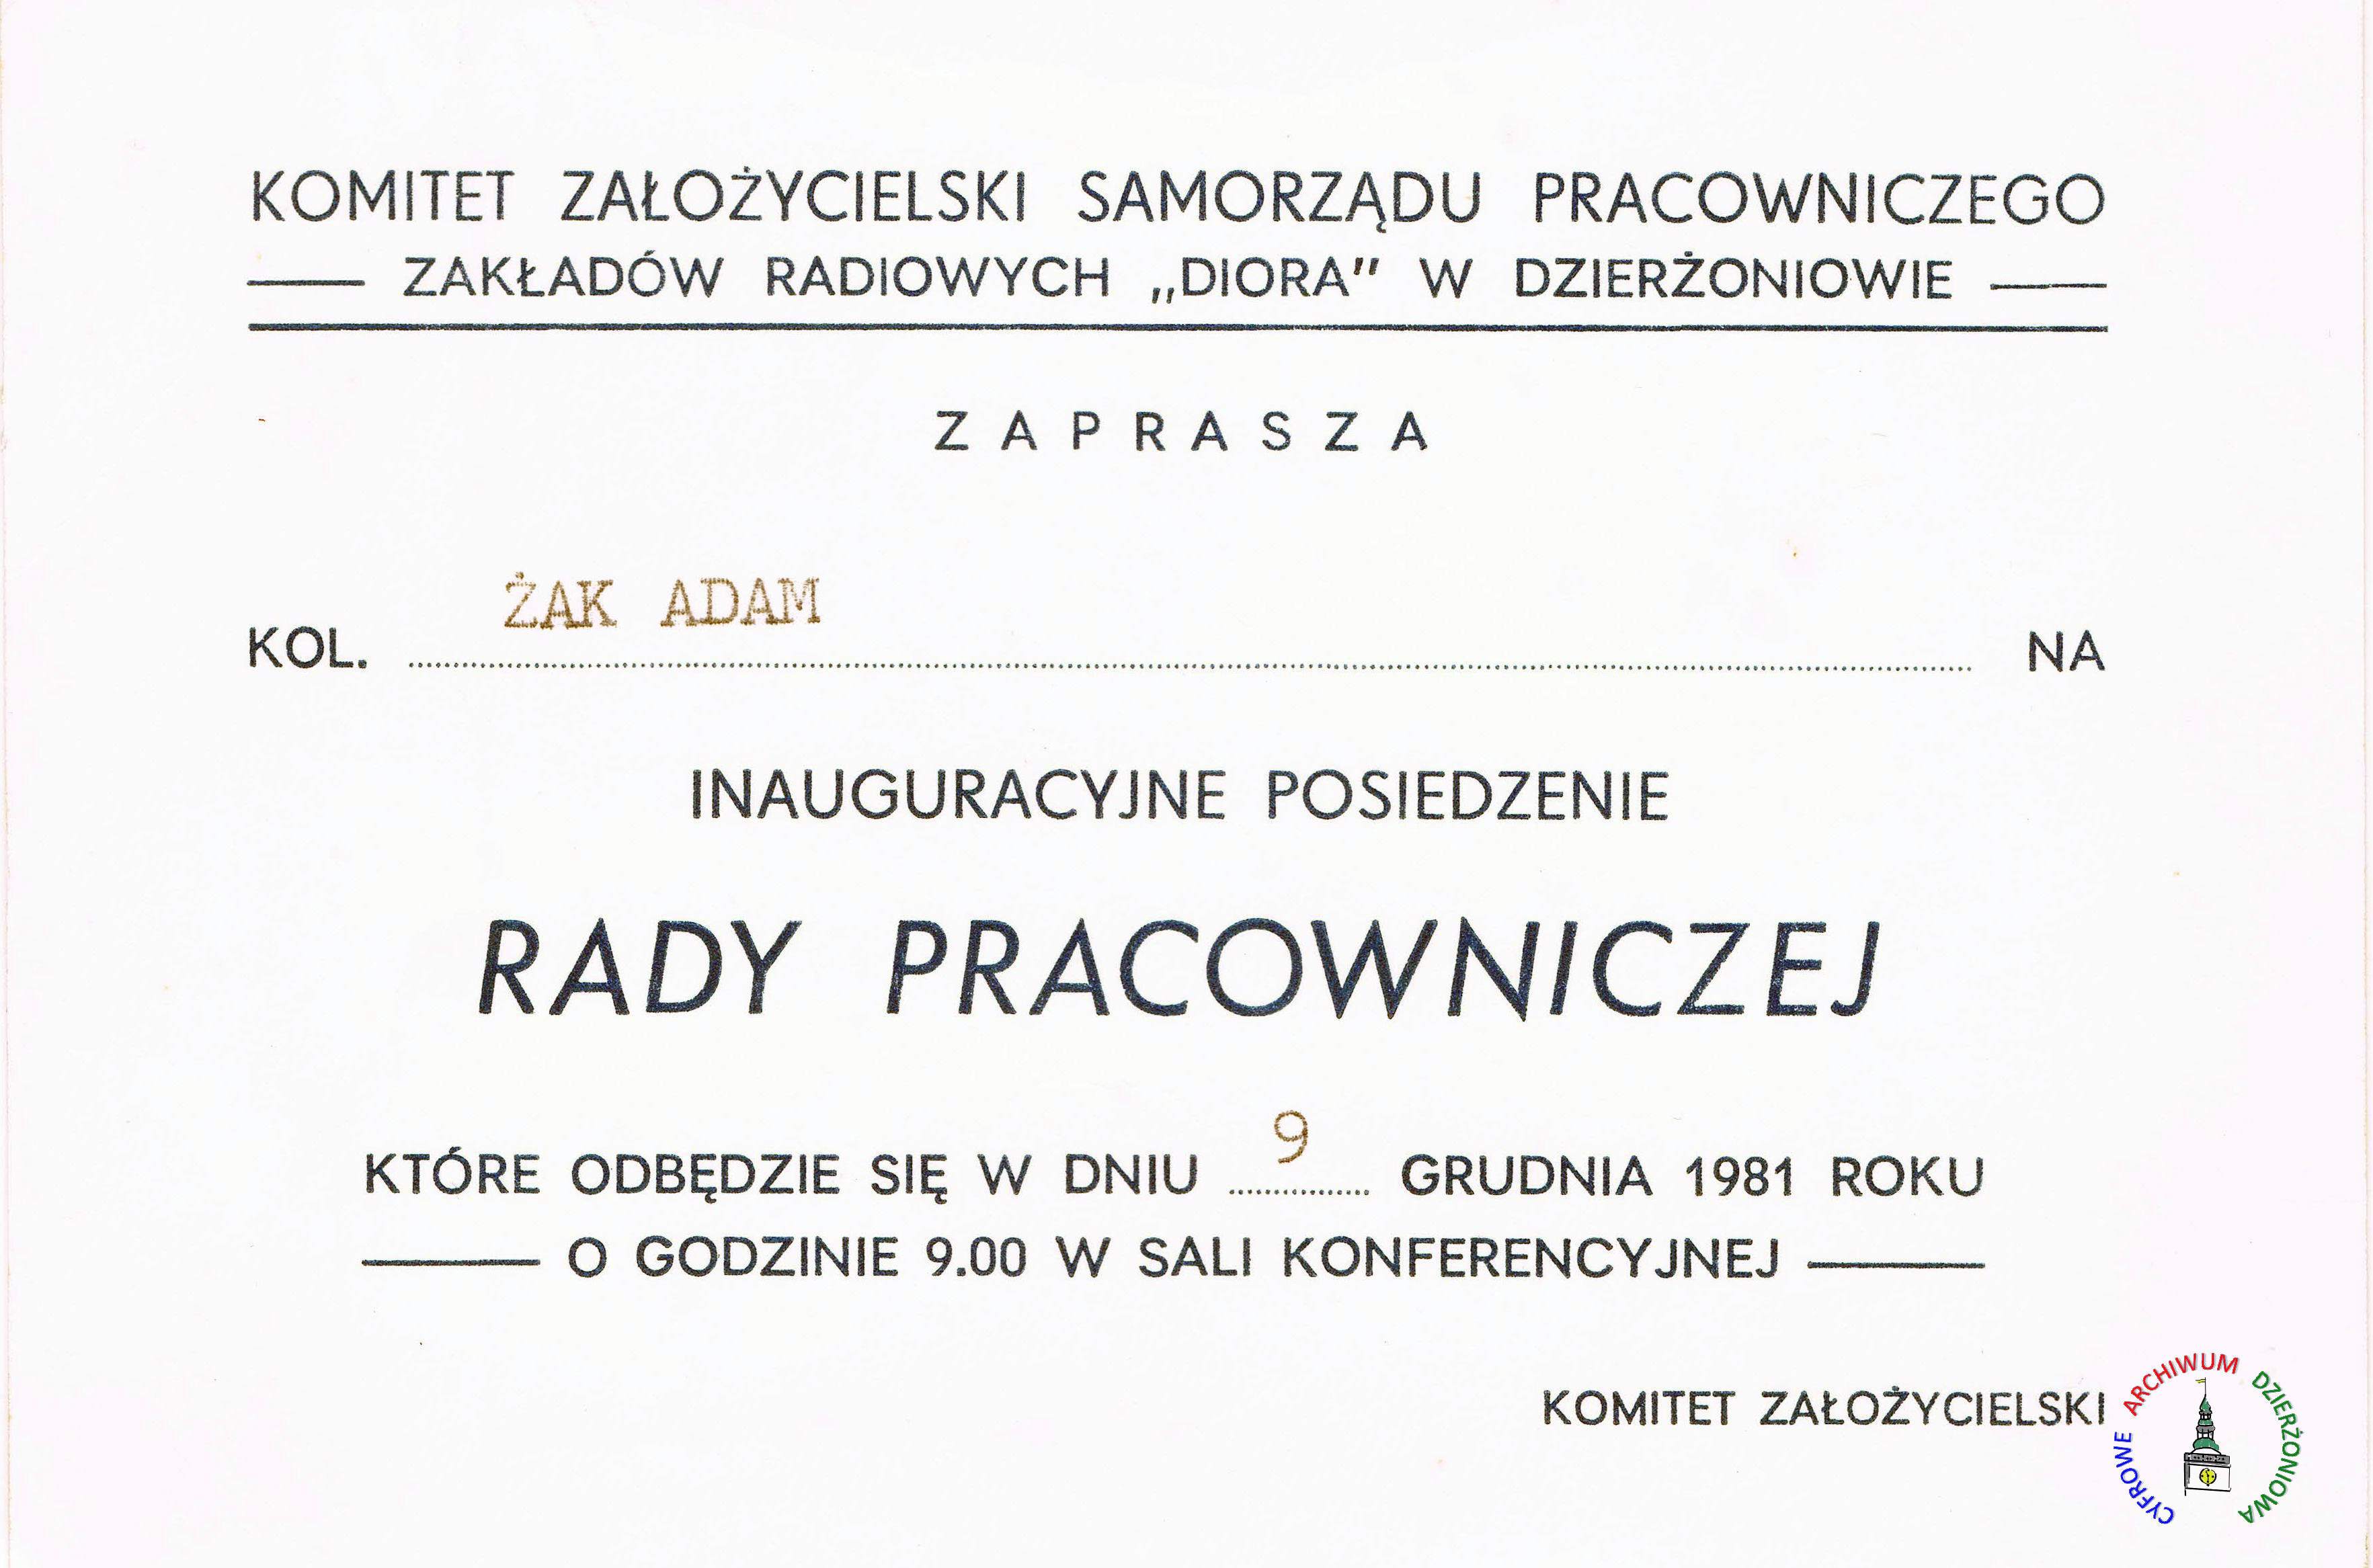 KOMITET ZAŁOŻYCIELSKI SAMORZĄDU PRACOWNICZEGO
ZAKŁADÓW RADIOWYCH „DIORA" W DZIERŻONIOWIE
ZAPRASZA
KOL. ŻAK ADAM NA
INAUGURACYJNE POSIEDZENIE
RADY PRACOWNICZEJ
KTÓRE ODBĘDZIE SIĘ W DNIU 9 GRUDNIA 1981 ROKU
O GODZINIE 9.00 W SALI KONFERENCYJNEJ
KOMITET ZAŁOŻYCIELSKI
CYFROWE ARCHIWUM DZIERŻONIOWA